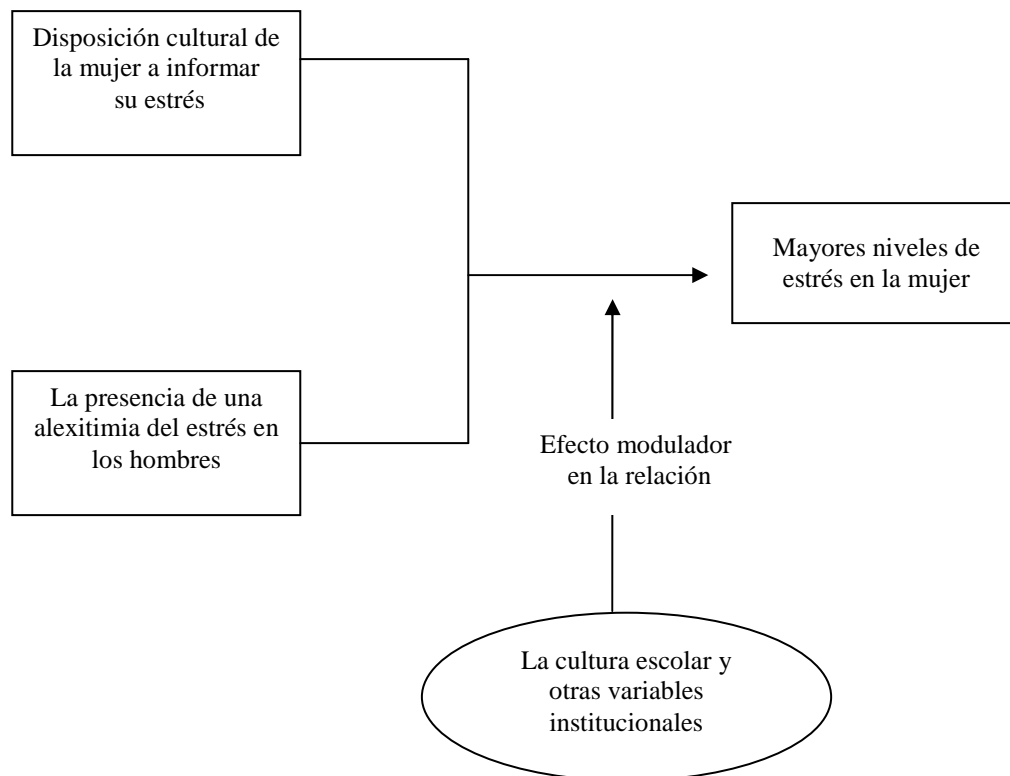 Disposición cultural de
la mujer a informar
su estrés
Mayores niveles de
estrés en la mujer
La presencia de una
alexitimia del estrés en
los hombres
Efecto modulador
en la relación
La cultura escolar y
otras variables
institucionales